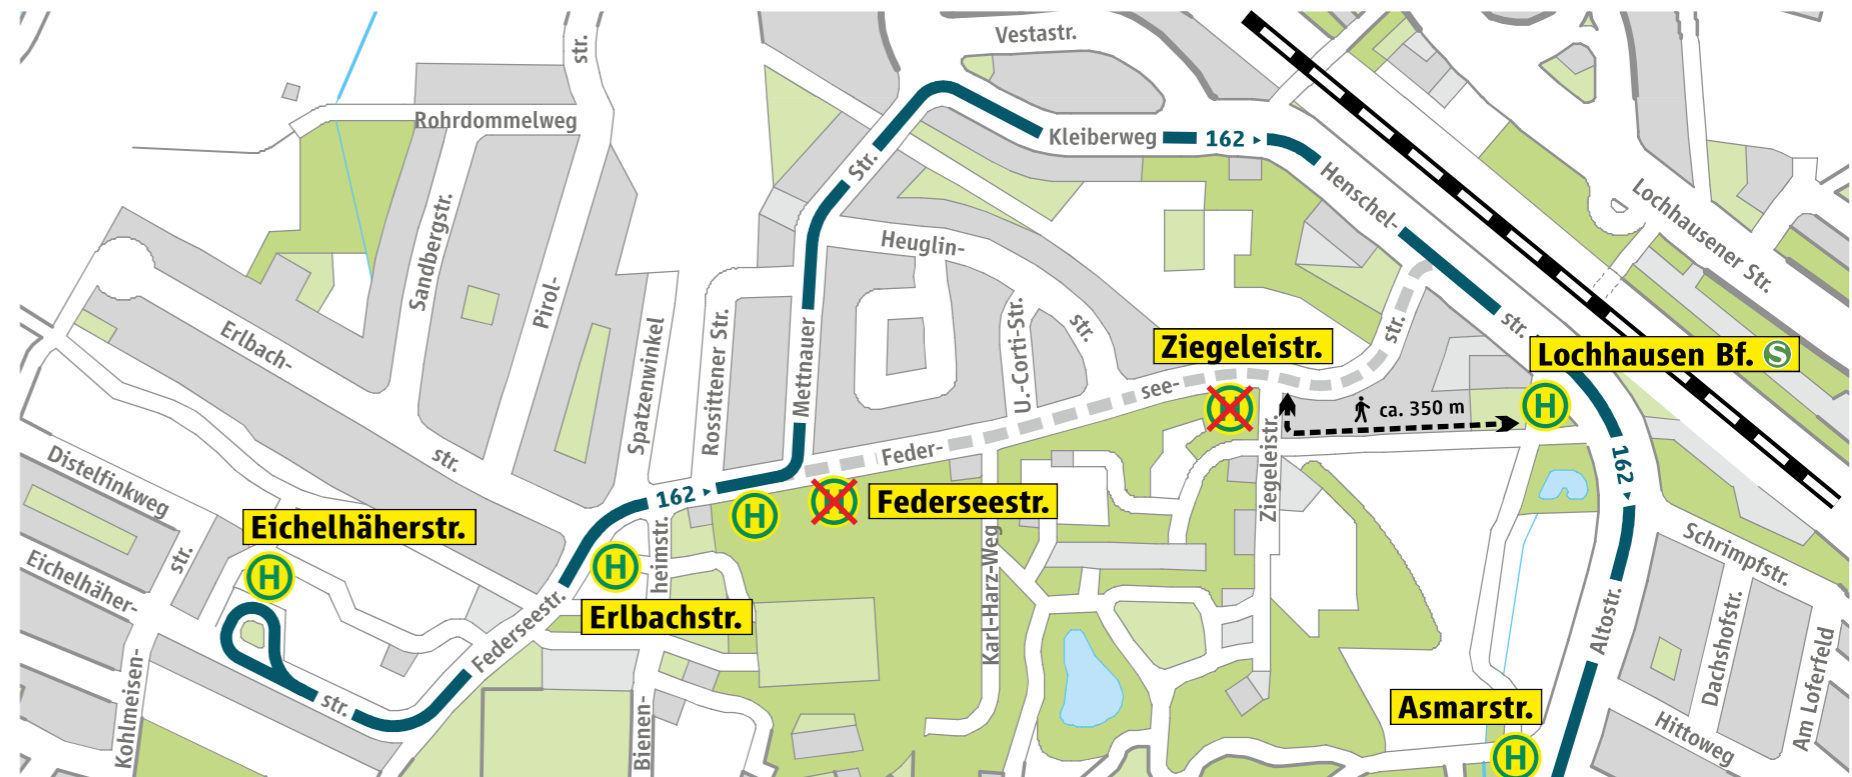 Vestastr.
str.
Rohrdommelweg
Kleiberweg
162
Str.
Henschel-
Lochhausener Str.
Sandbergstr.
Heuglin-
Pirol-
Erlbach-
Spatzenwinkel
Rossittener Str.
Mettnauer
U.-Corti-Str.
str.
str.
str.
Ziegeleistr.
Lochhausen Bf. S
see-
H
H
ca. 350 m
Feder-
Ziegeleistr.
str.
162
Distelfinkweg
162
H
H
Federseestr.
Eichelhäherstr.
heimstr.
Karl-Harz-Weg
Schrimpfstr.
str.
H
H
Eichelhäher-
Erlbachstr.
Federseestr.
Altostr.
Dachshofstr.
Am Loferfeld
Kohlmeisen-
str.
Bienen-
Asmarstr.
Hittoweg
H